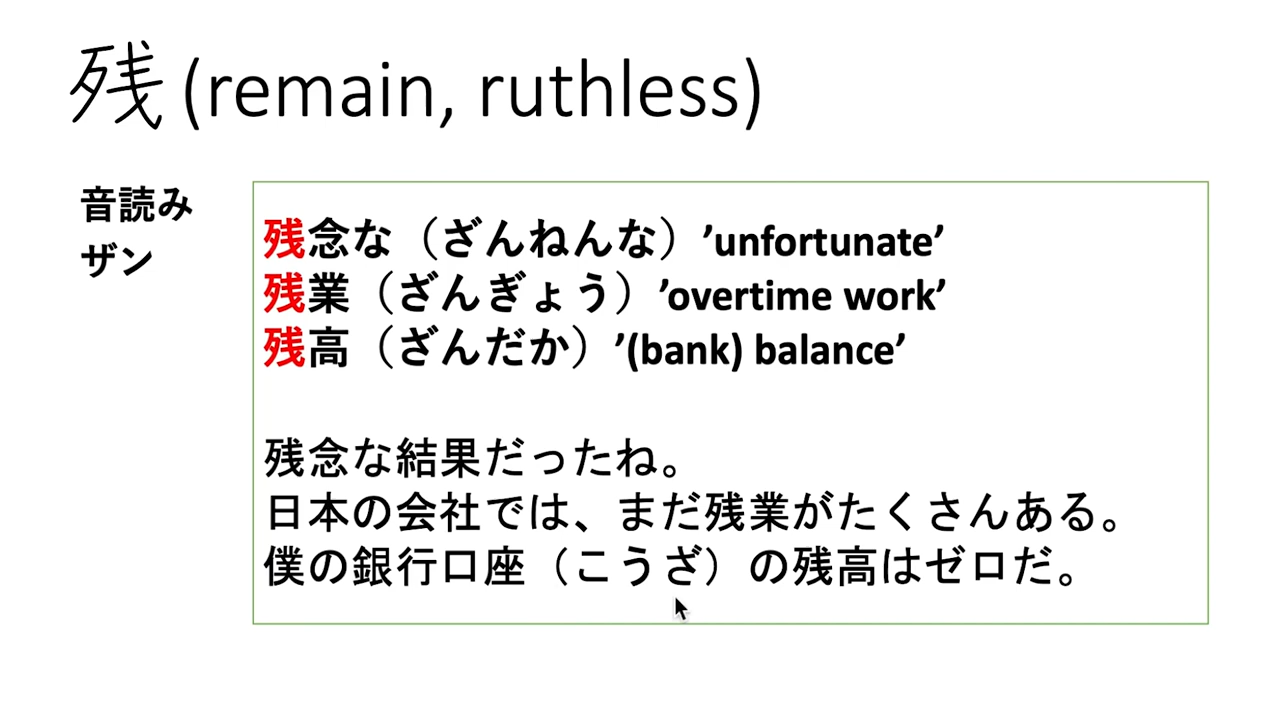 残 (remain, ruthless)
音読み
ザン
残念な（ざんねんな）’unfortunate’
残業（ざんぎょう）’overtime work’
残高（ざんだか）’(bank) balance’
残念な結果だったね。
日本の会社では、まだ残業がたくさんある。
僕の銀行口座（こうざ）の残高はゼロだ。